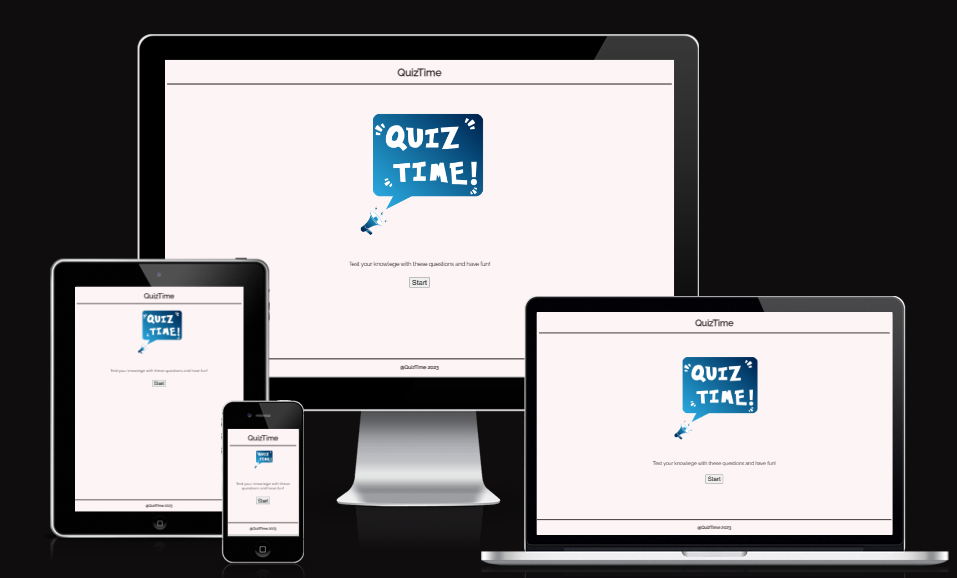 QuizTime
QUIZ
TIME!
Test your knowlege with these questions and have fun!
Start
@QuizTime 2023
QuizTime
QUIZ
TIME!
Test your knowlege with these questions and have fun!
Start
@QuizTime 2023
QuizTime
QUIZ
TIME!
Test your knowlege with these
questions and have fun!
Start
@QuizTime 2023
QuizTime
QUIZ
TIME!
Test your knowlege with these questions and have fun!
Start
@QuizTime 2023